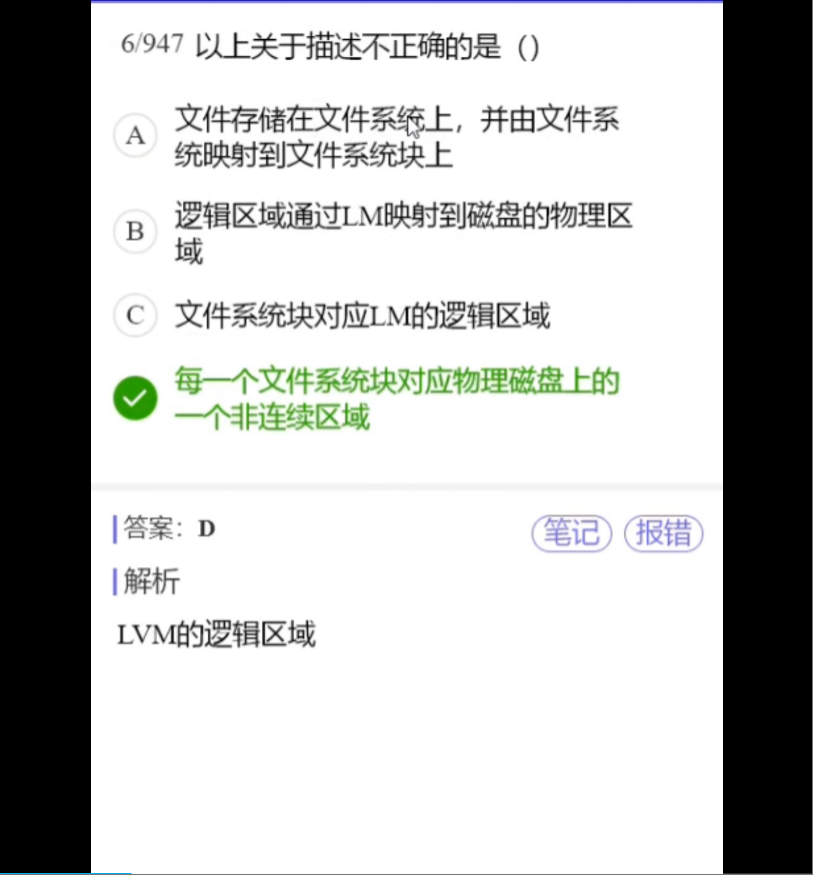 6/947 以上关于描述不正确的是（）
A 文件存储在文件系统上，并由文件系
统映射到文件系统块上
B 逻辑区域通过LM映射到磁盘的物理区
域
C 文件系统块对应LM的逻辑区域
每一个文件系统块对应物理磁盘上的
一个非连续区域
答案：D
笔记 报错
解析
LVM的逻辑区域